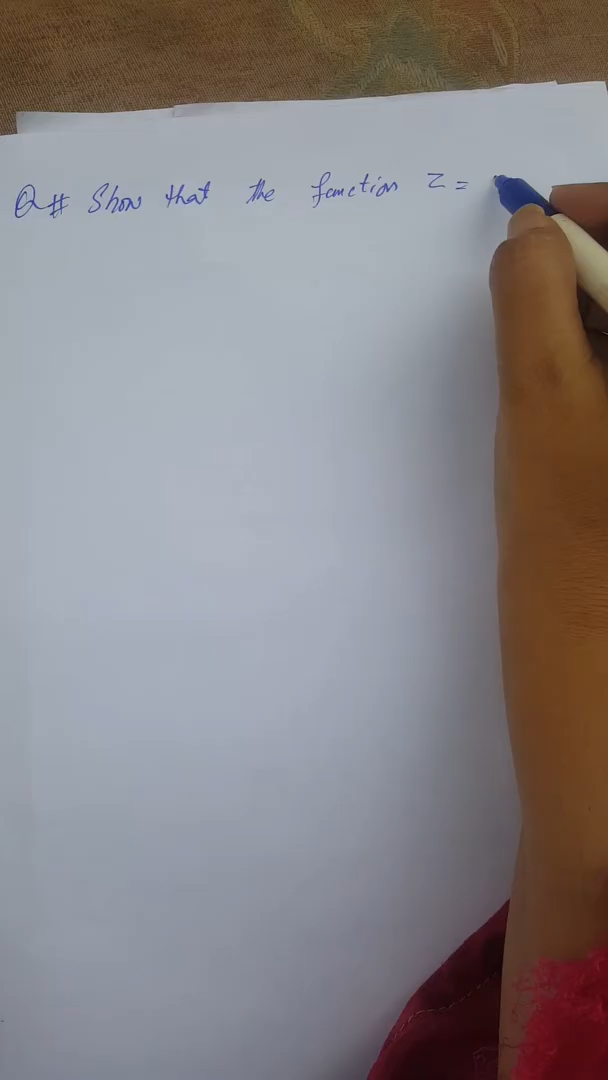 Q# Show that the function Z =